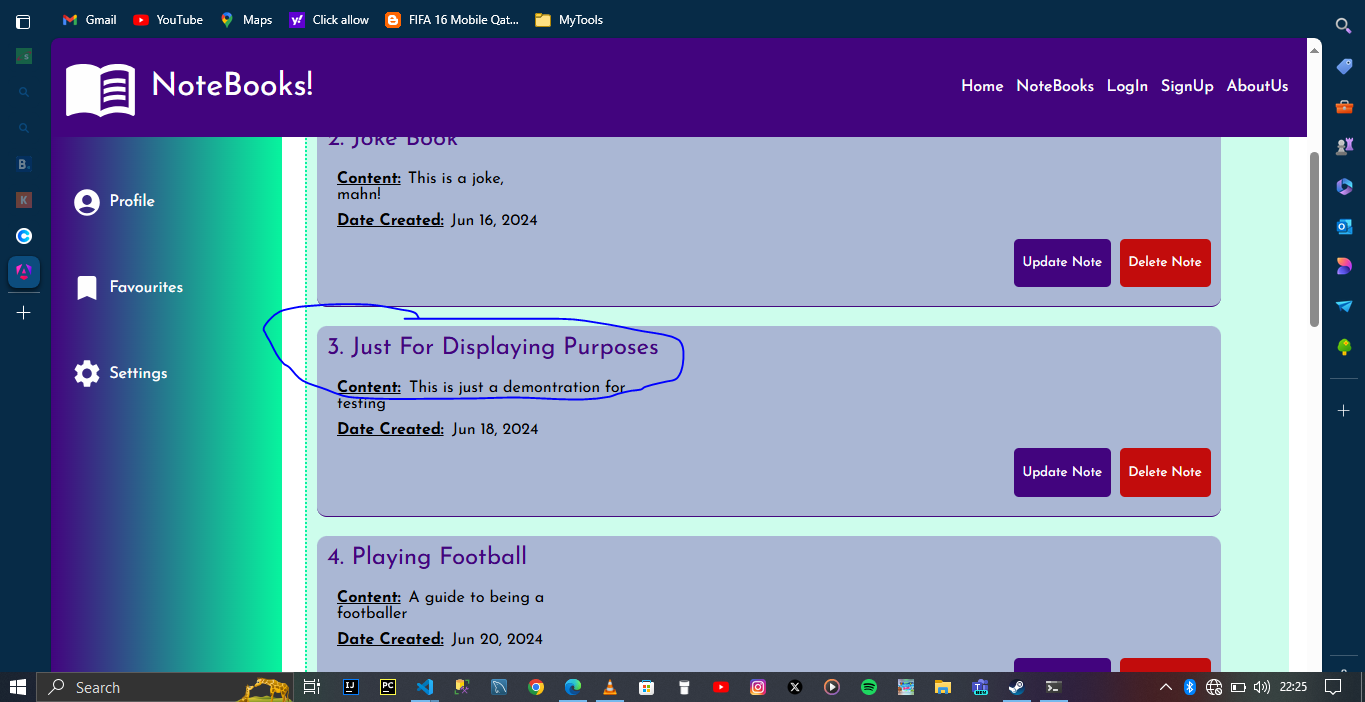 Gmail YouTube Maps Click allow FIFA 16 Mobile Qat... MyTools
NoteBooks!
Home NoteBooks LogIn SignUp AboutUs
Profile
Favourites
Settings
2. Joke Book
Content: This is a joke,
mahn!
Date Created: Jun 16, 2024
Update Note Delete Note
3. Just For Displaying Purposes
Content: This is just a demontration for
testing
Date Created: Jun 18, 2024
Update Note Delete Note
4. Playing Football
Content: A guide to being a
footballer
Date Created: Jun 20, 2024
Search
22:25